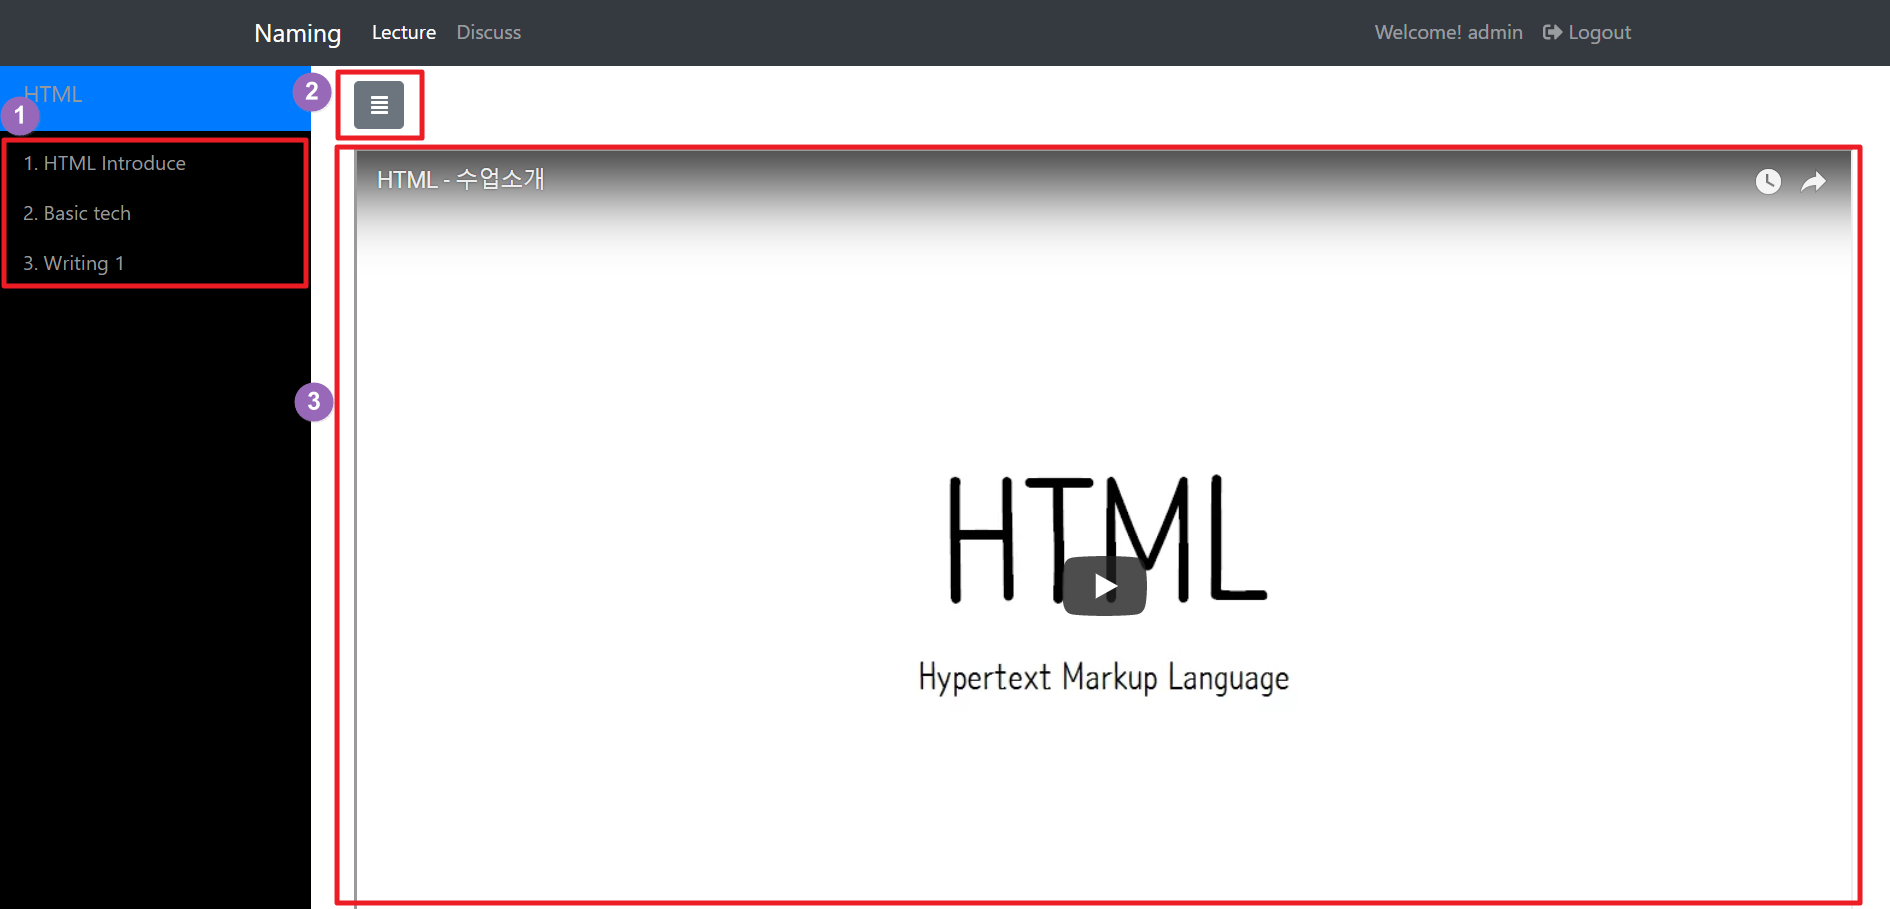 Naming Lecture Discuss Welcome! admin Logout
HTML
1
2
1. HTML Introduce
2. Basic tech
3. Writing 1
3
HTML - 수업소개
HTML
Hypertext Markup Language